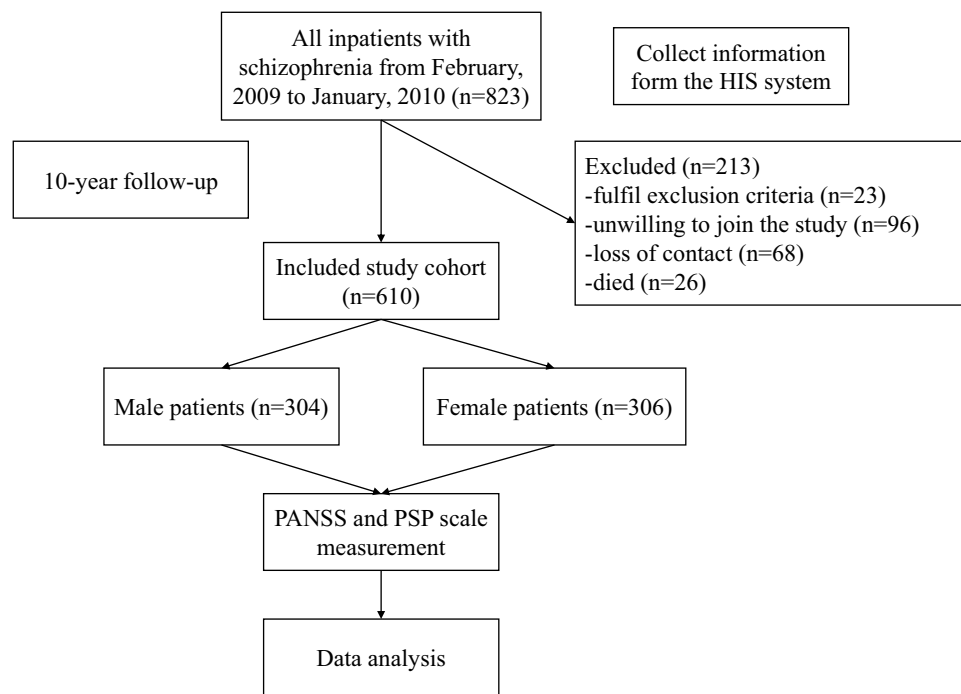 All inpatients with
schizophrenia from February,
2009 to January, 2010 (n=823)
Collect information
form the HIS system
10-year follow-up
Excluded (n=213)
-fulfil exclusion criteria (n=23)
-unwilling to join the study (n=96)
-loss of contact (n=68)
-died (n=26)
Included study cohort
(n=610)
Male patients (n=304)
Female patients (n=306)
PANSS and PSP scale
measurement
Data analysis